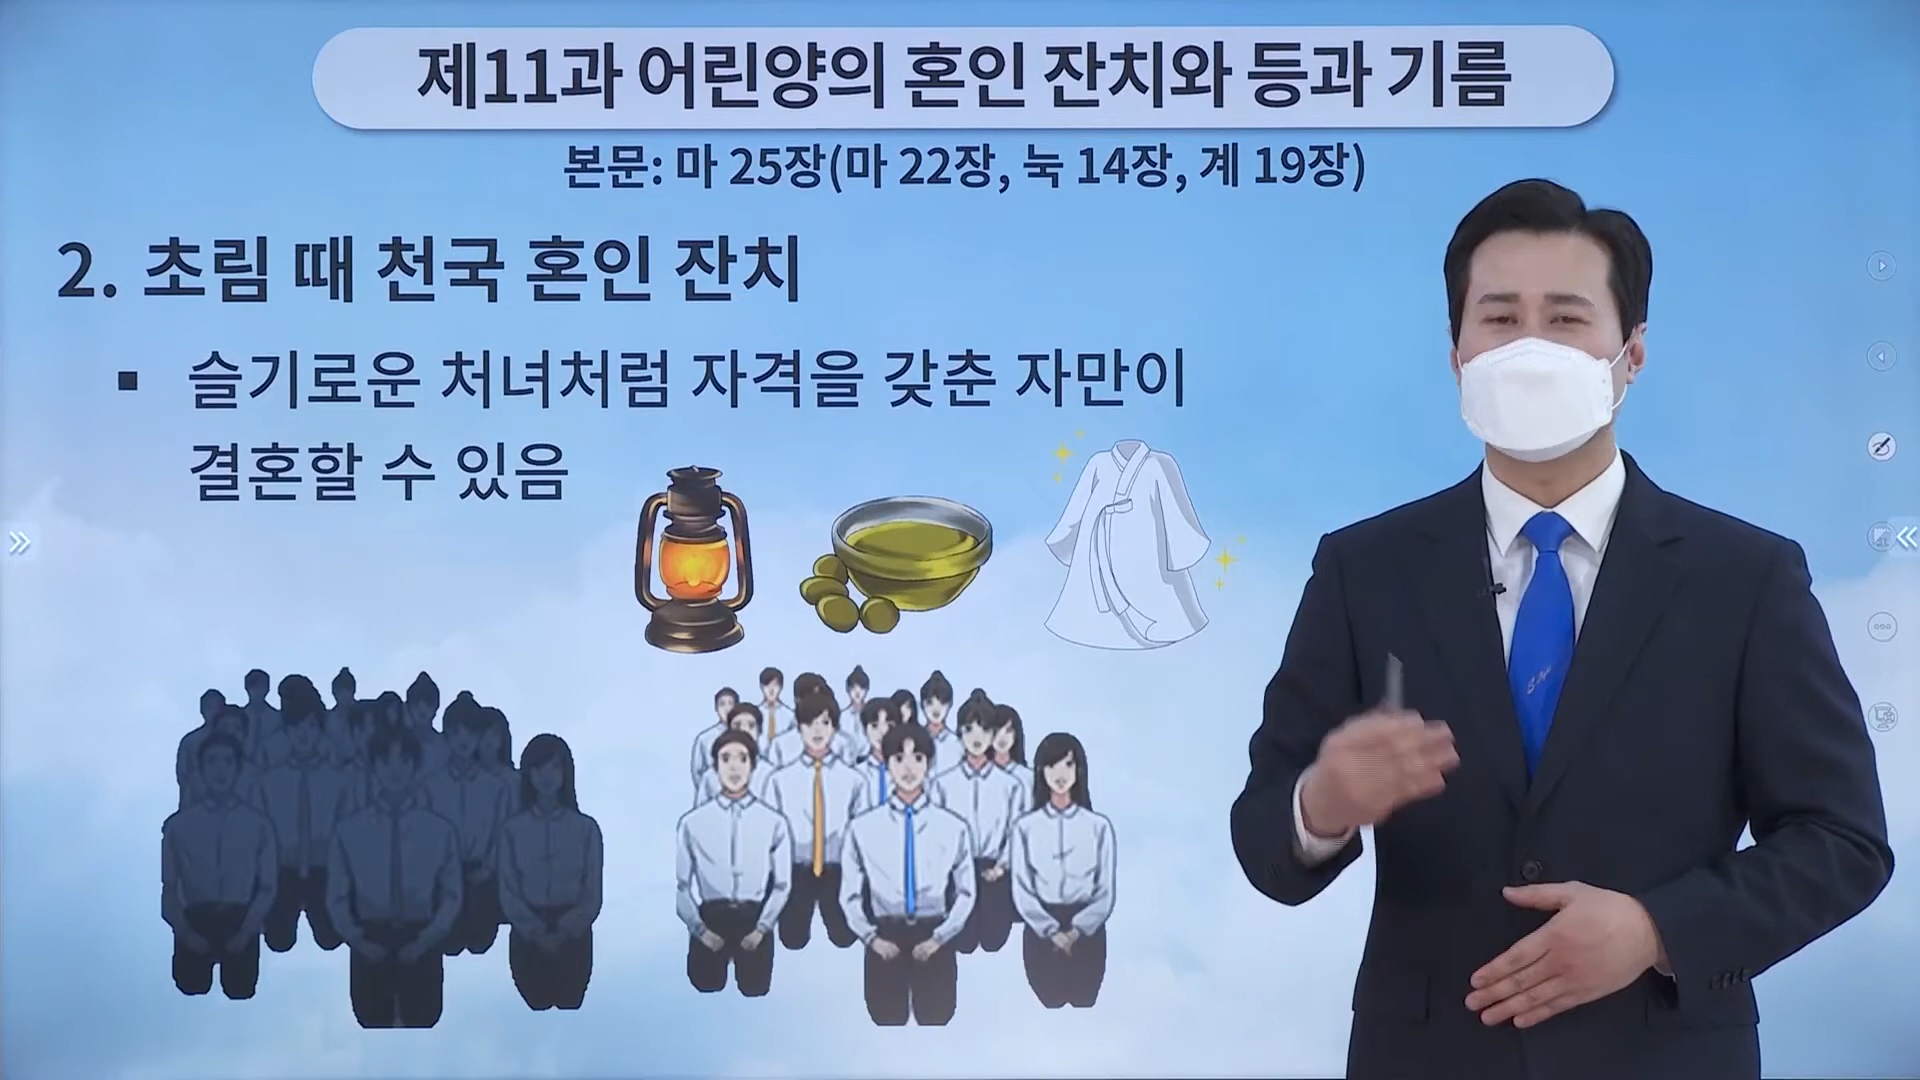 제11과 어린양의 혼인 잔치와 등과 기름
본문: 마 25장(마 22장, 눅 14장, 계 19장)
2. 초림 때 천국 혼인 잔치
▪ 슬기로운 처녀처럼 자격을 갖춘 자만이
결혼할 수 있음